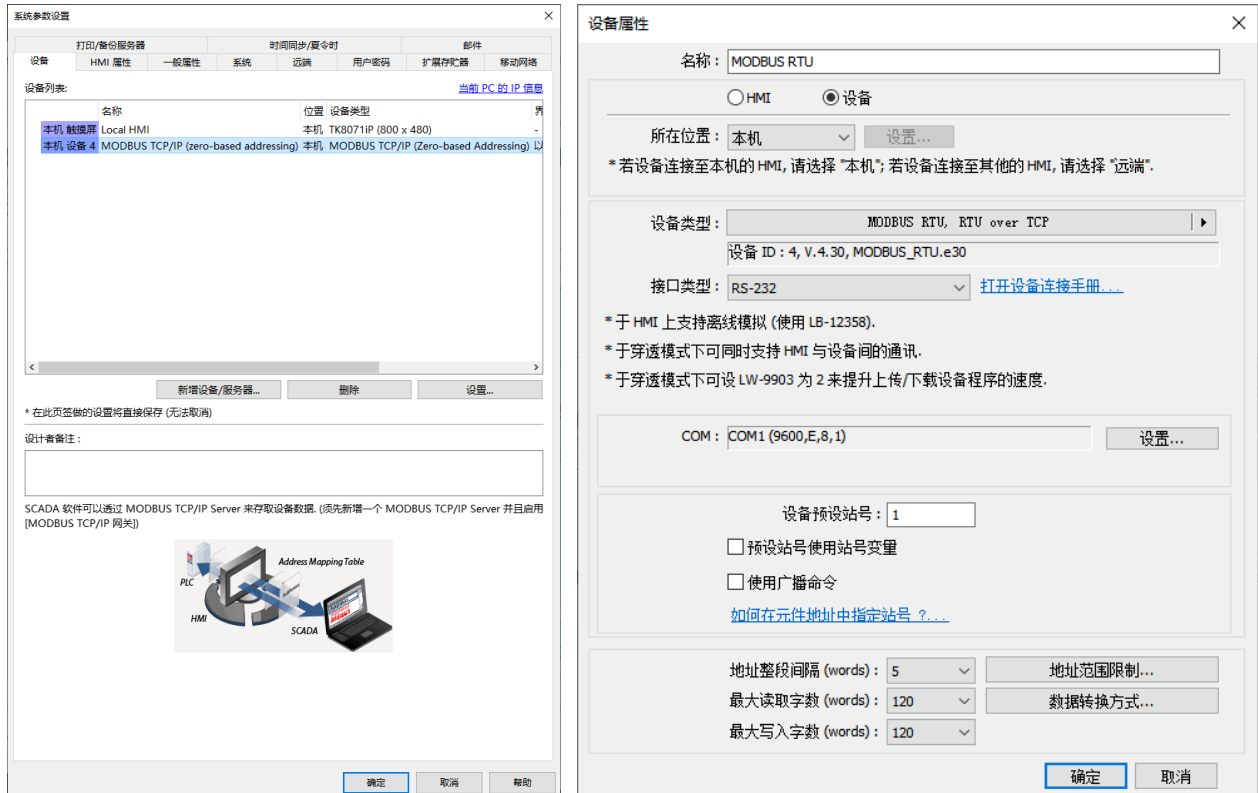 系统参数设置
打印/备份服务器 时间同步/夏令时 邮件
设备 HMI 属性 一般属性 系统 远端 用户密码 扩展存贮器 移动网络
设备列表: 当前 PC 的 IP 信息
名称 位置 设备类型
本机 触摸屏 Local HMI 本机 TK8071iP (800 x 480) -
本机 设备 4 MODBUS TCP/IP (zero-based addressing) 本机 MODBUS TCP/IP (Zero-based Addressing) 以
新增设备/服务器... 删除 设置...
* 在此页签做的设置将直接保存 (无法取消)
设计者备注：
SCADA 软件可以透过 MODBUS TCP/IP Server 来存取设备数据. (须先新增一个 MODBUS TCP/IP Server 并且启用
[MODBUS TCP/IP 网关])
Address Mapping Table
PLC
Address
HMI
SCADA
确定 取消 帮助
设备属性
名称： MODBUS RTU
HMI 设备
所在位置： 本机 设置...
* 若设备连接至本机的 HMI, 请选择 "本机"; 若设备连接至其他的 HMI, 请选择 "远端".
设备类型： MODBUS RTU, RTU over TCP
设备 ID : 4, V.4.30, MODBUS_RTU.e30
接口类型： RS-232 打开设备连接手册...
* 于 HMI 上支持离线模拟 (使用 LB-12358).
* 于穿透模式下可同时支持 HMI 与设备间的通讯.
* 于穿透模式下可设 LW-9903 为 2 来提升上传/下载设备程序的速度.
COM： COM1 (9600,E,8,1) 设置...
设备预设站号： 1
预设站号使用站号变量
使用广播命令
如何在元件地址中指定站号 ?...
地址整段间隔 (words)： 5 地址范围限制...
最大读取字数 (words)： 120 数据转换方式...
最大写入字数 (words)： 120
确定 取消